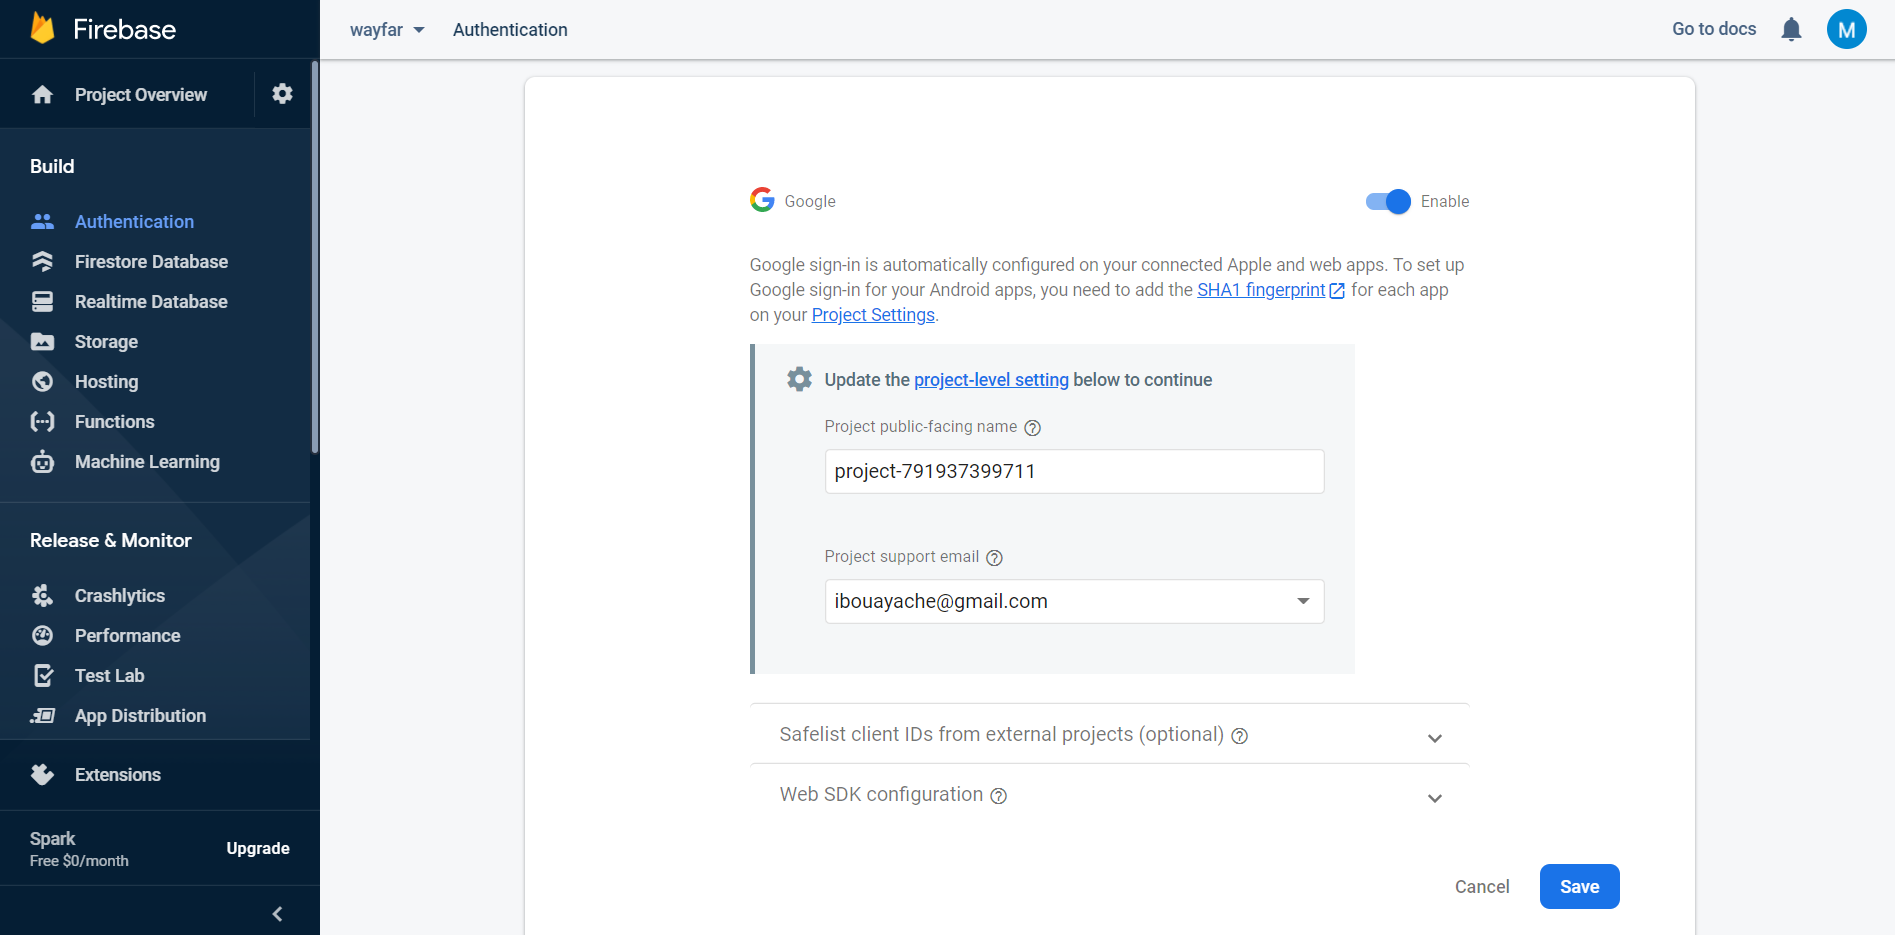 Firebase
Project Overview
Build
Authentication
Firestore Database
Realtime Database
Storage
Hosting
Functions
Machine Learning
Release & Monitor
Crashlytics
Performance
Test Lab
App Distribution
Extensions
Spark
Free $0/month
Upgrade
wayfar
Authentication
Go to docs
M
Google
Enable
Google sign-in is automatically configured on your connected Apple and web apps. To set up
Google sign-in for your Android apps, you need to add the SHA1 fingerprint for each app
on your Project Settings.
Update the project-level setting below to continue
Project public-facing name
project-791937399711
Project support email
ibouayache@gmail.com
Safelist client IDs from external projects (optional)
Web SDK configuration
Cancel
Save